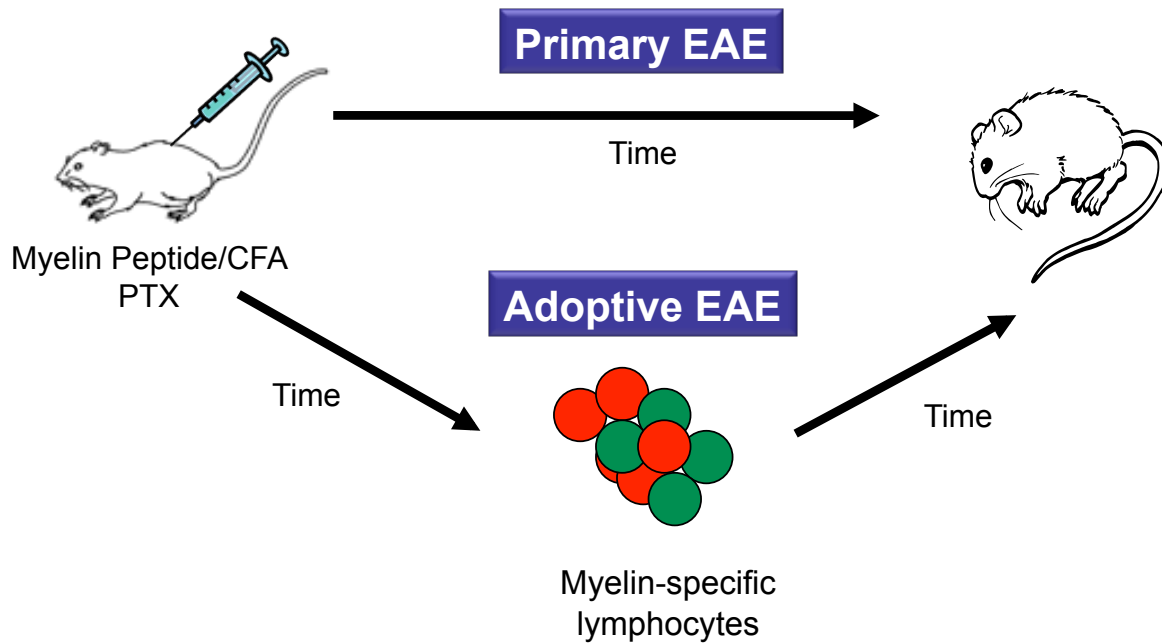 Primary EAE
Time
Myelin Peptide/CFA
PTX
Adoptive EAE
Time
Time
Myelin-specific
lymphocytes